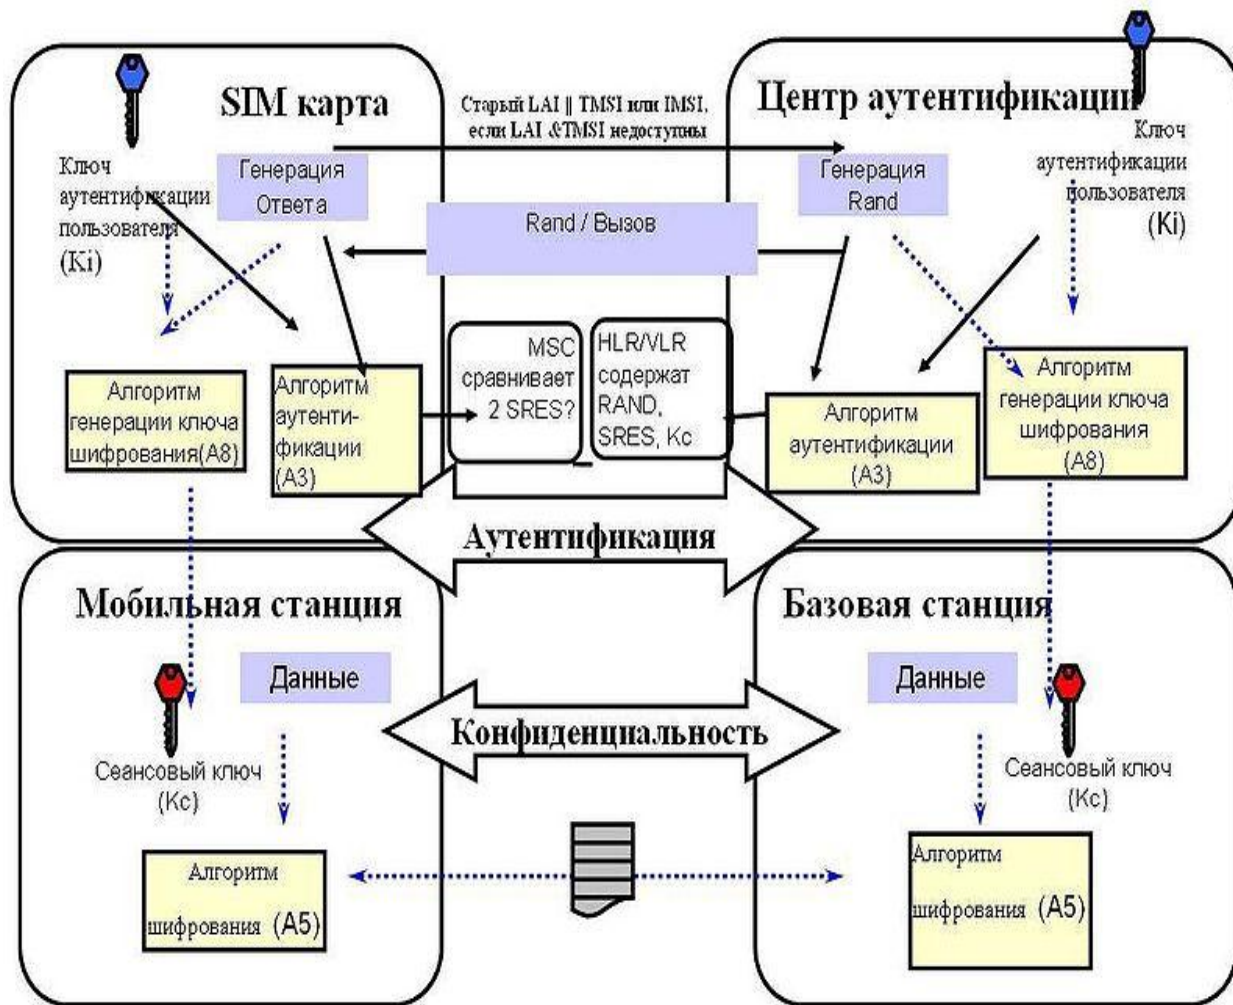 SIM карта
Ключ
аутентификации
пользователя
(Ki)
Генерация
Ответа
Старый LAI || TMSI или IMSI,
если LAI &TMSI недоступны
Rand / Вызов
Центр аутентификации
Генерация
Rand
Ключ
аутентификации
пользователя
(Ki)
Алгоритм
генерации ключа
шифрования(A8)
Алгоритм
аутенти-
фикации
(A3)
MSC
сравнивает
2 SRES?
HLR/VLR
содержат
RAND,
SRES, Kc
Алгоритм
аутентификации
(A3)
Алгоритм
генерации ключа
шифрования
(A8)
Аутентификация
Мобильная станция
Данные
Сеансовый ключ
(Kc)
Алгоритм
шифрования (A5)
Конфиденциальность
Базовая станция
Данные
Сеансовый ключ
(Kc)
Алгоритм
шифрования (A5)